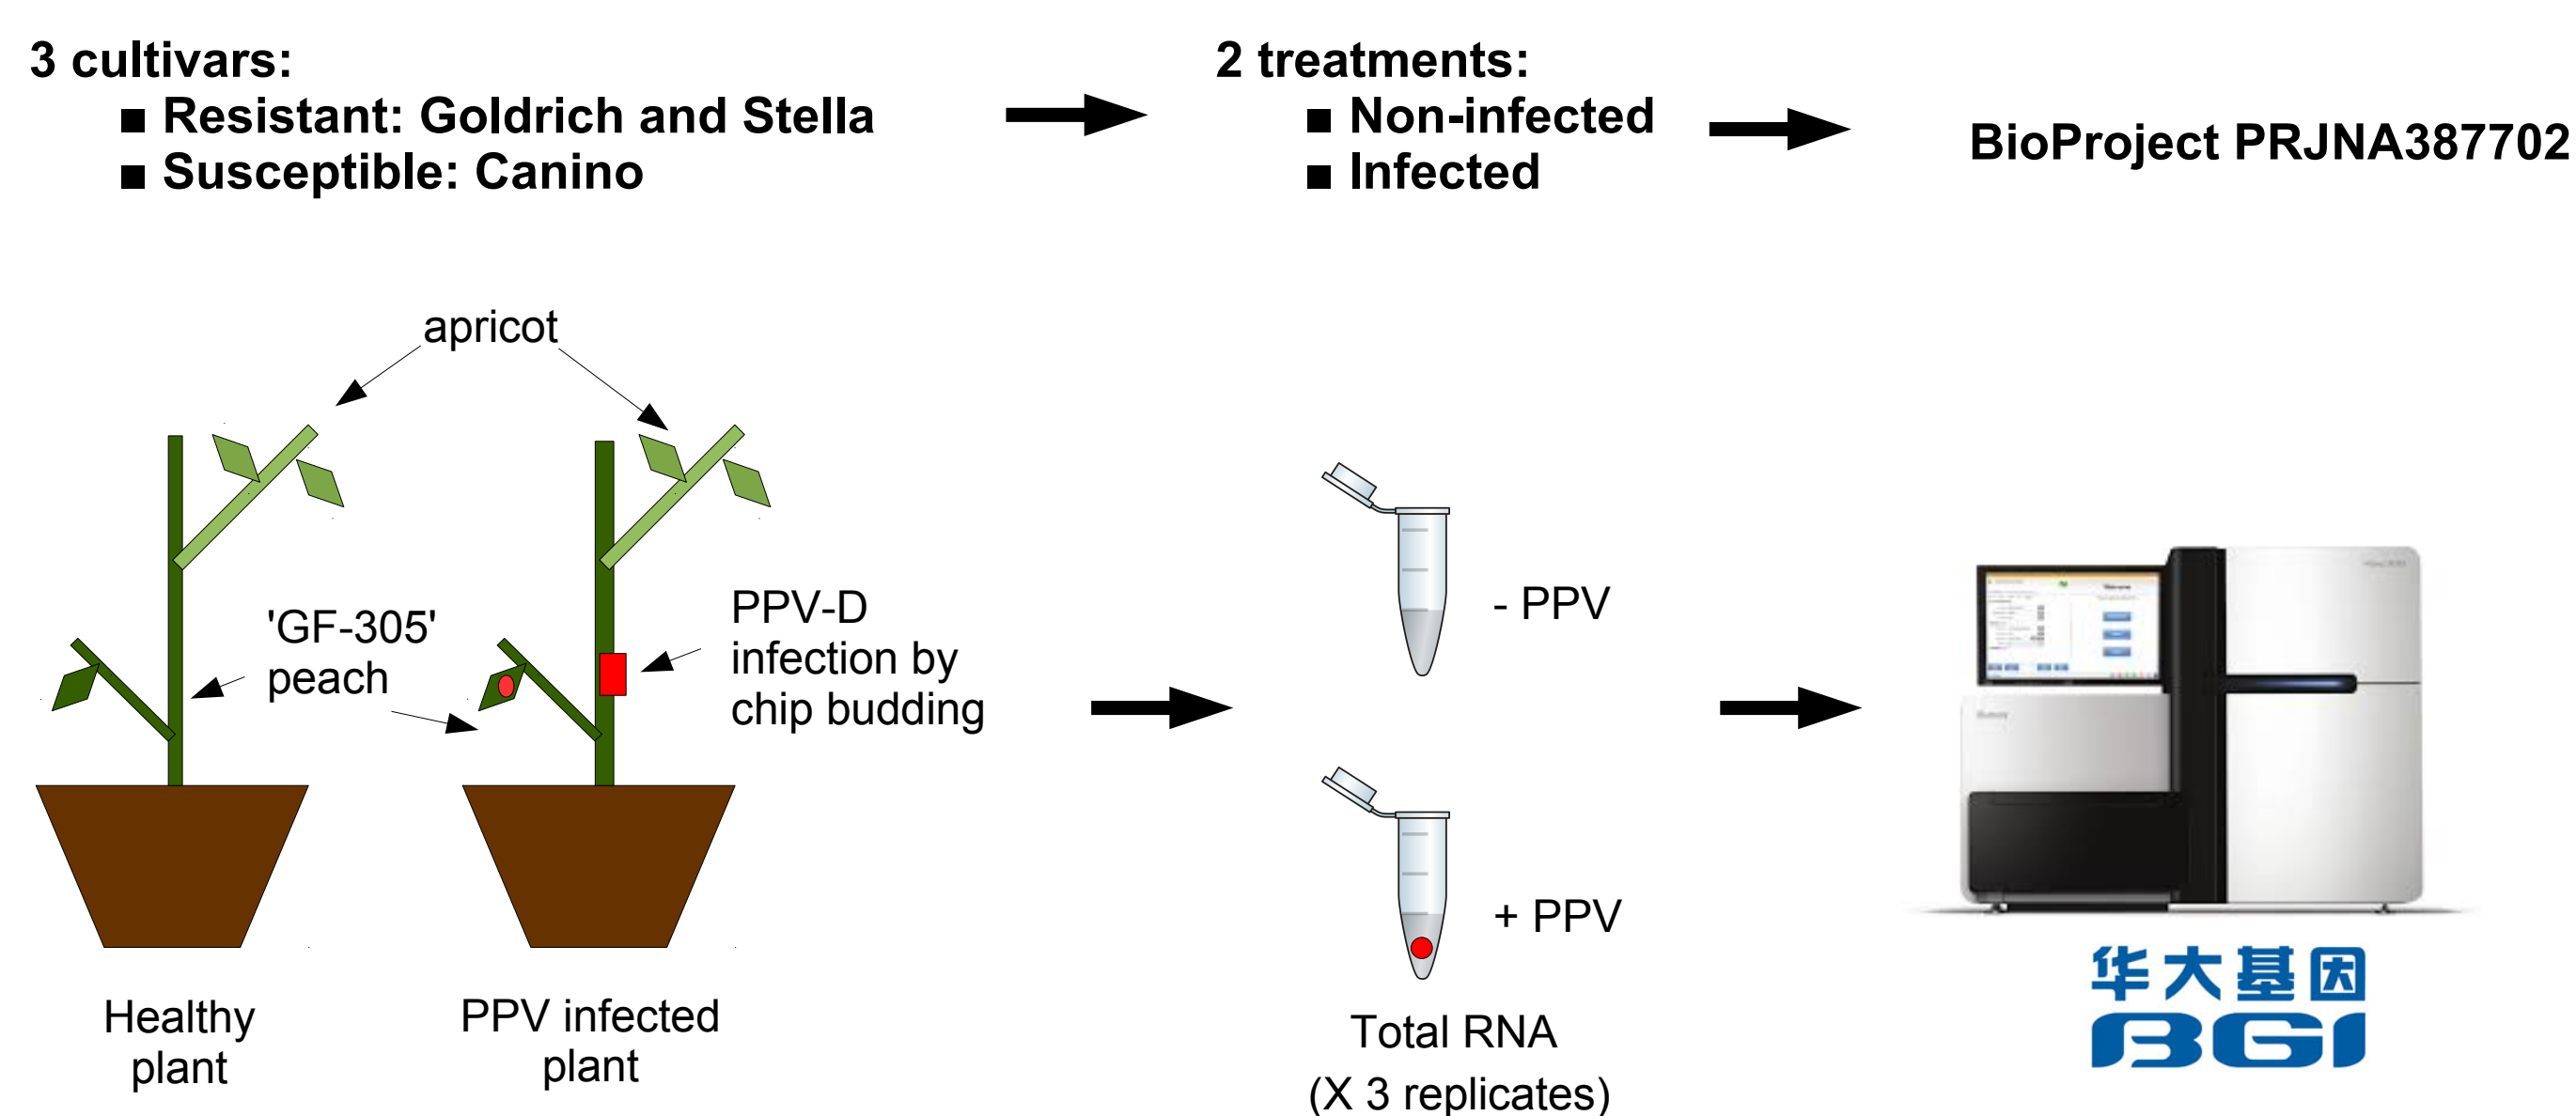 3 cultivars:
■ Resistant: Goldrich and Stella
■ Susceptible: Canino
2 treatments:
■ Non-infected
■ Infected
BioProject PRJNA387702
apricot
'GF-305'
peach
PPV-D
infection by
chip budding
Healthy
plant
PPV infected
plant
- PPV
+ PPV
Total RNA
(X 3 replicates)
华大基因
BGI